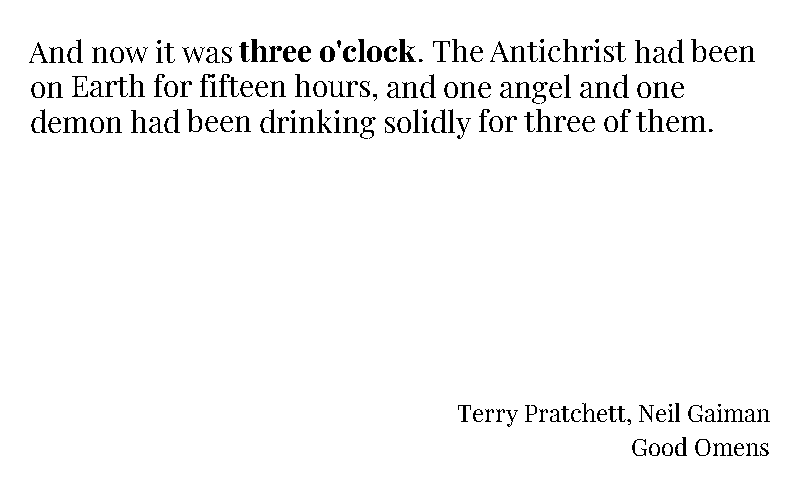 And now it was three o'clock. The Antichrist had been
on Earth for fifteen hours, and one angel and one
demon had been drinking solidly for three of them.
Terry Pratchett, Neil Gaiman
Good Omens